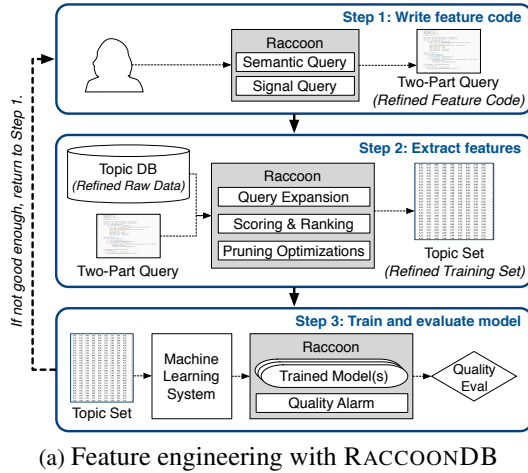 Step 1: Write feature code
Raccoon
Semantic Query
Signal Query
Two-Part Query
(Refined Feature Code)
If not good enough, return to Step 1.
Step 2: Extract features
Topic DB
(Refined Raw Data)
Two-Part Query
Raccoon
Query Expansion
Scoring & Ranking
Pruning Optimizations
Topic Set
(Refined Training Set)
Step 3: Train and evaluate model
Topic Set
Machine
Learning
System
Raccoon
Trained Model(s)
Quality Alarm
Quality
Eval
(a) Feature engineering with RACCOONDB